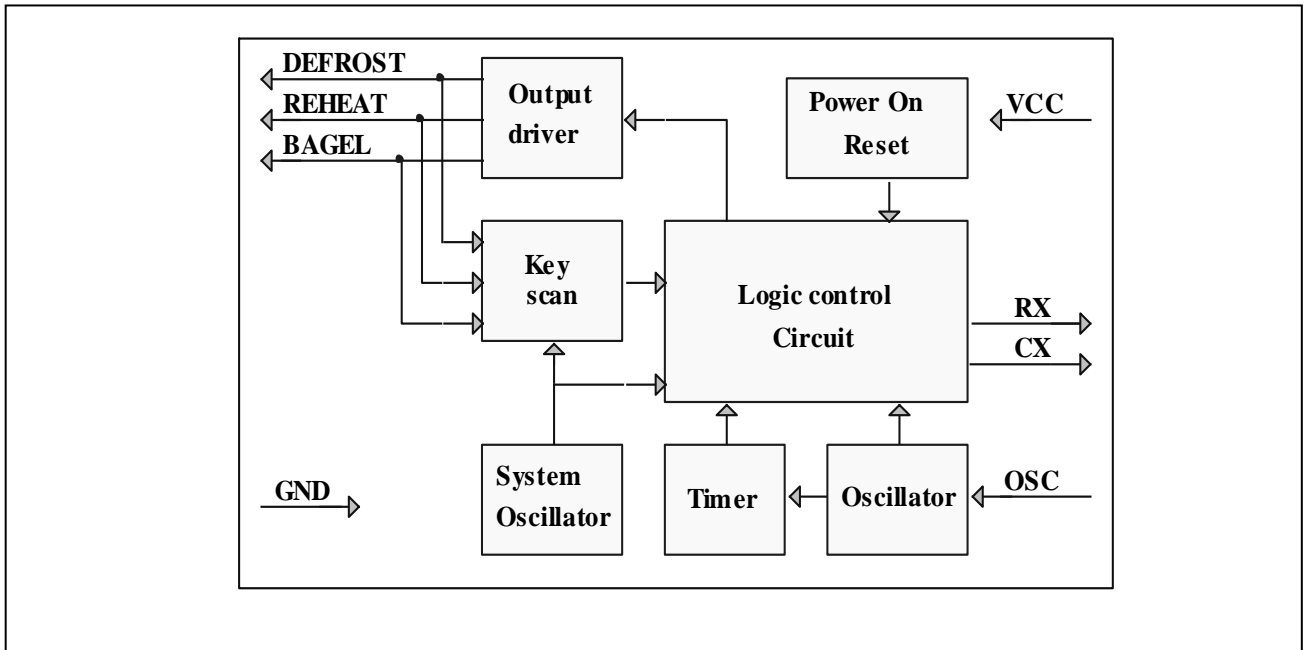 DEFROST
REHEAT
BAGEL
Output
driver
Power On
Reset
VCC
Key
scan
Logic control
Circuit
RX
CX
GND
System
Oscillator
Timer
Oscillator
OSC